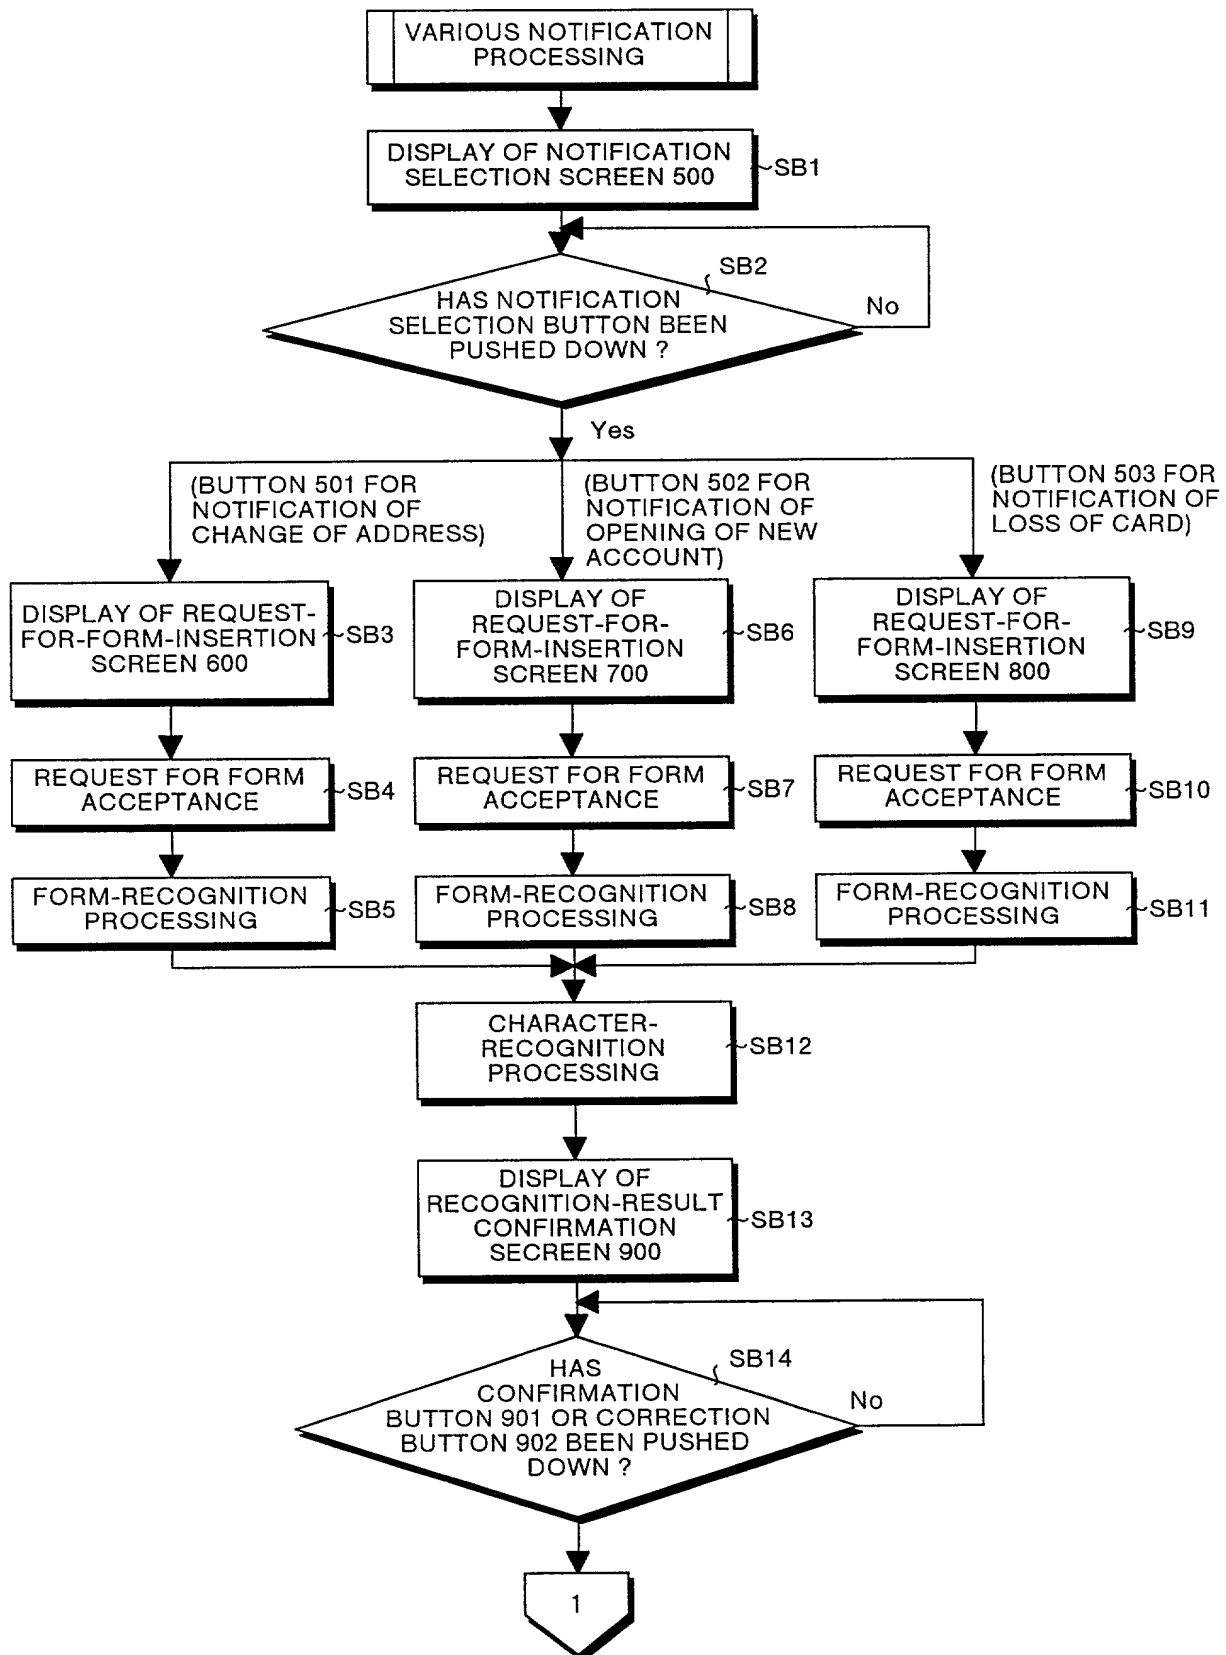 VARIOUS NOTIFICATION
PROCESSING
DISPLAY OF NOTIFICATION
SELECTION SCREEN 500
SB1
SB2
HAS NOTIFICATION
SELECTION BUTTON BEEN
PUSHED DOWN ?
No
Yes
(BUTTON 501 FOR
NOTIFICATION OF
CHANGE OF ADDRESS)
(BUTTON 502 FOR
NOTIFICATION OF
OPENING OF NEW
ACCOUNT)
(BUTTON 503 FOR
NOTIFICATION OF
LOSS OF CARD)
DISPLAY OF REQUEST-
FOR-FORM-INSERTION
SCREEN 600
SB3
DISPLAY OF
REQUEST-FOR-
FORM-INSERTION
SCREEN 700
SB6
DISPLAY OF
REQUEST-FOR-
FORM-INSERTION
SCREEN 800
SB9
REQUEST FOR FORM
ACCEPTANCE
SB4
REQUEST FOR FORM
ACCEPTANCE
SB7
REQUEST FOR FORM
ACCEPTANCE
SB10
FORM-RECOGNITION
PROCESSING
SB5
FORM-RECOGNITION
PROCESSING
SB8
FORM-RECOGNITION
PROCESSING
SB11
CHARACTER-
RECOGNITION
PROCESSING
SB12
DISPLAY OF
RECOGNITION-RESULT
CONFIRMATION
SECREEN 900
SB13
SB14
HAS
CONFIRMATION
BUTTON 901 OR CORRECTION
BUTTON 902 BEEN PUSHED
DOWN ?
No
1